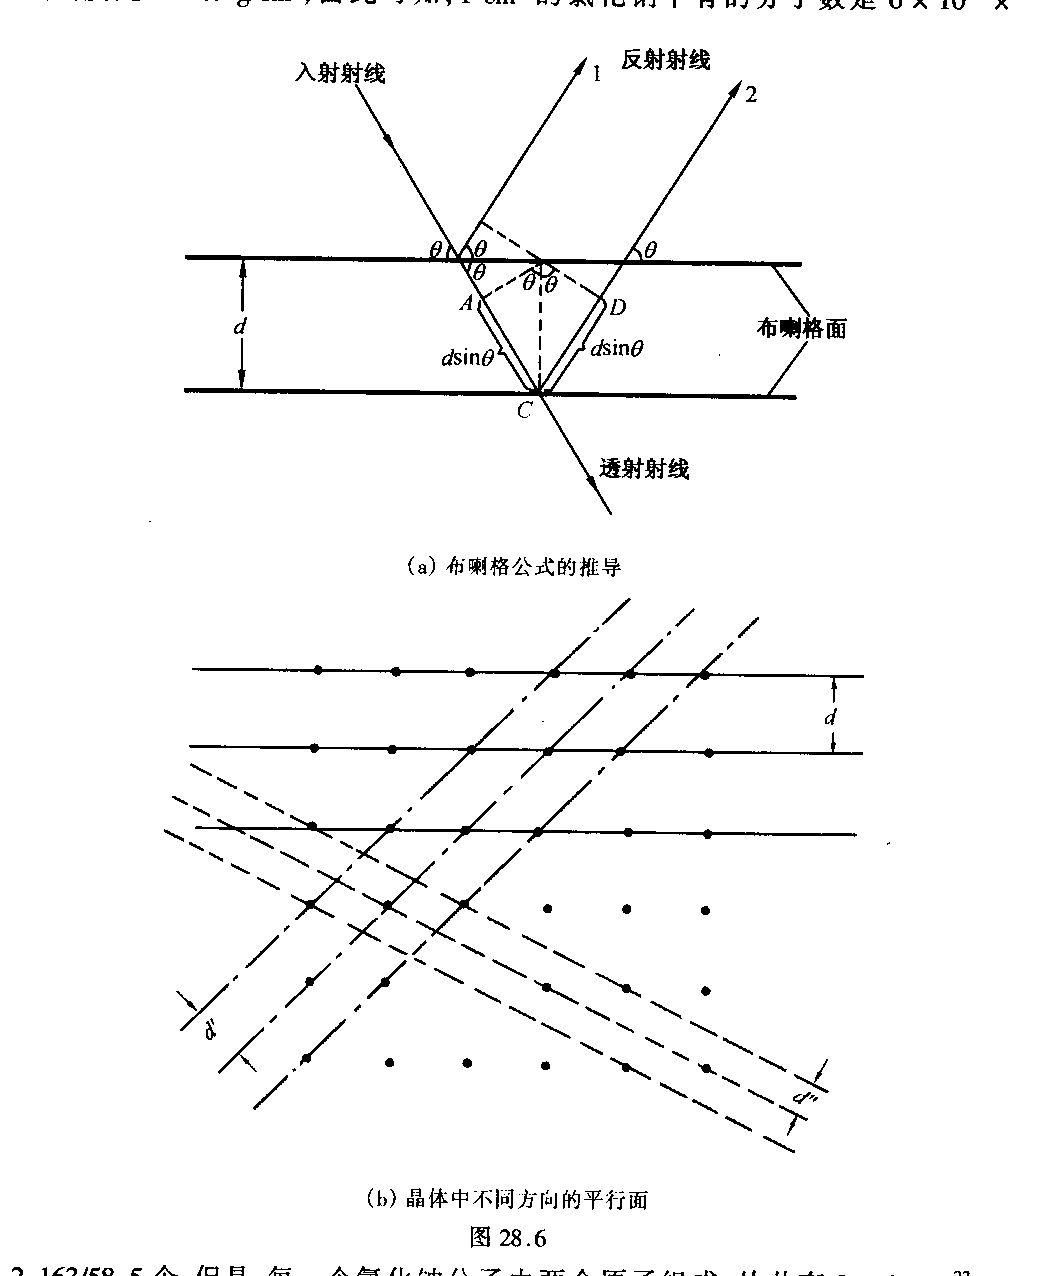 入射射线
反射射线
1
2
θ
θ
θ
θ
θ θ
A
D
d
布喇格面
dsinθ
dsinθ
C
透射射线
(a) 布喇格公式的推导
d
d'
d"
(b) 晶体中不同方向的平行面
图 28.6